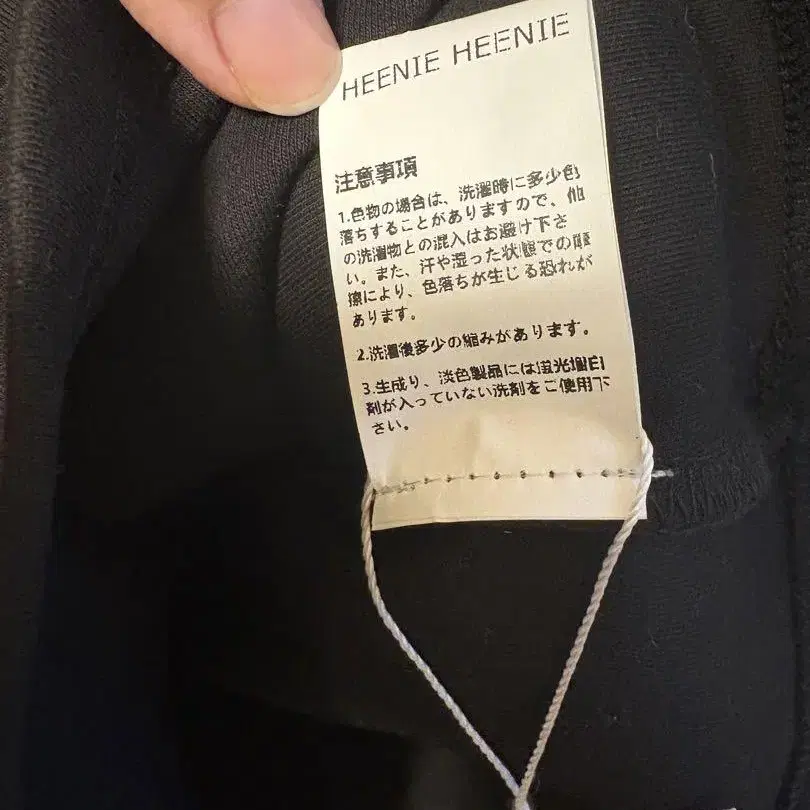 HEENIE HEENIE
注意事項
1.色物の場合は、洗濯時に多少色
落ちすることがありますので、他
の洗濯物との混入はお避け下さ
い。また、汗や湿った状態での摩
擦により、色落ちが生じる恐れが
あります。
2.洗濯後多少の縮みがあります。
3.生成り、淡色製品には蛍光増白
剤が入っていない洗剤をご使用下
さい。